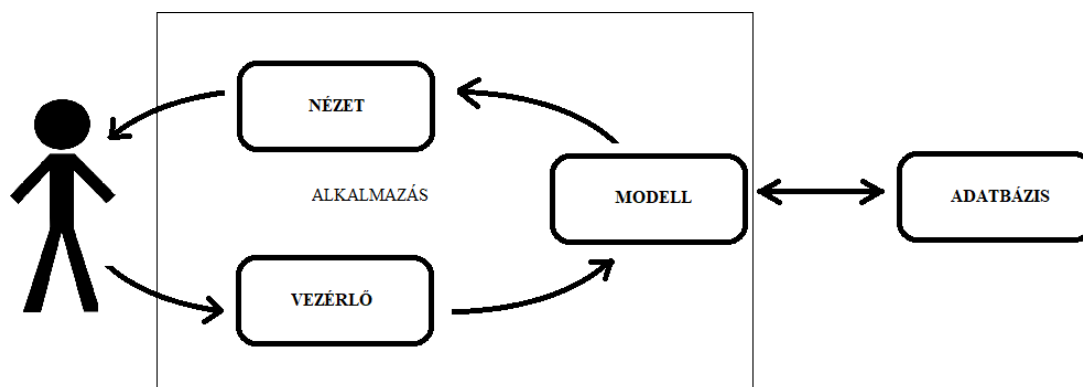 NÉZET
ALKALMAZÁS
MODELL
ADATBÁZIS
VEZÉRLŐ